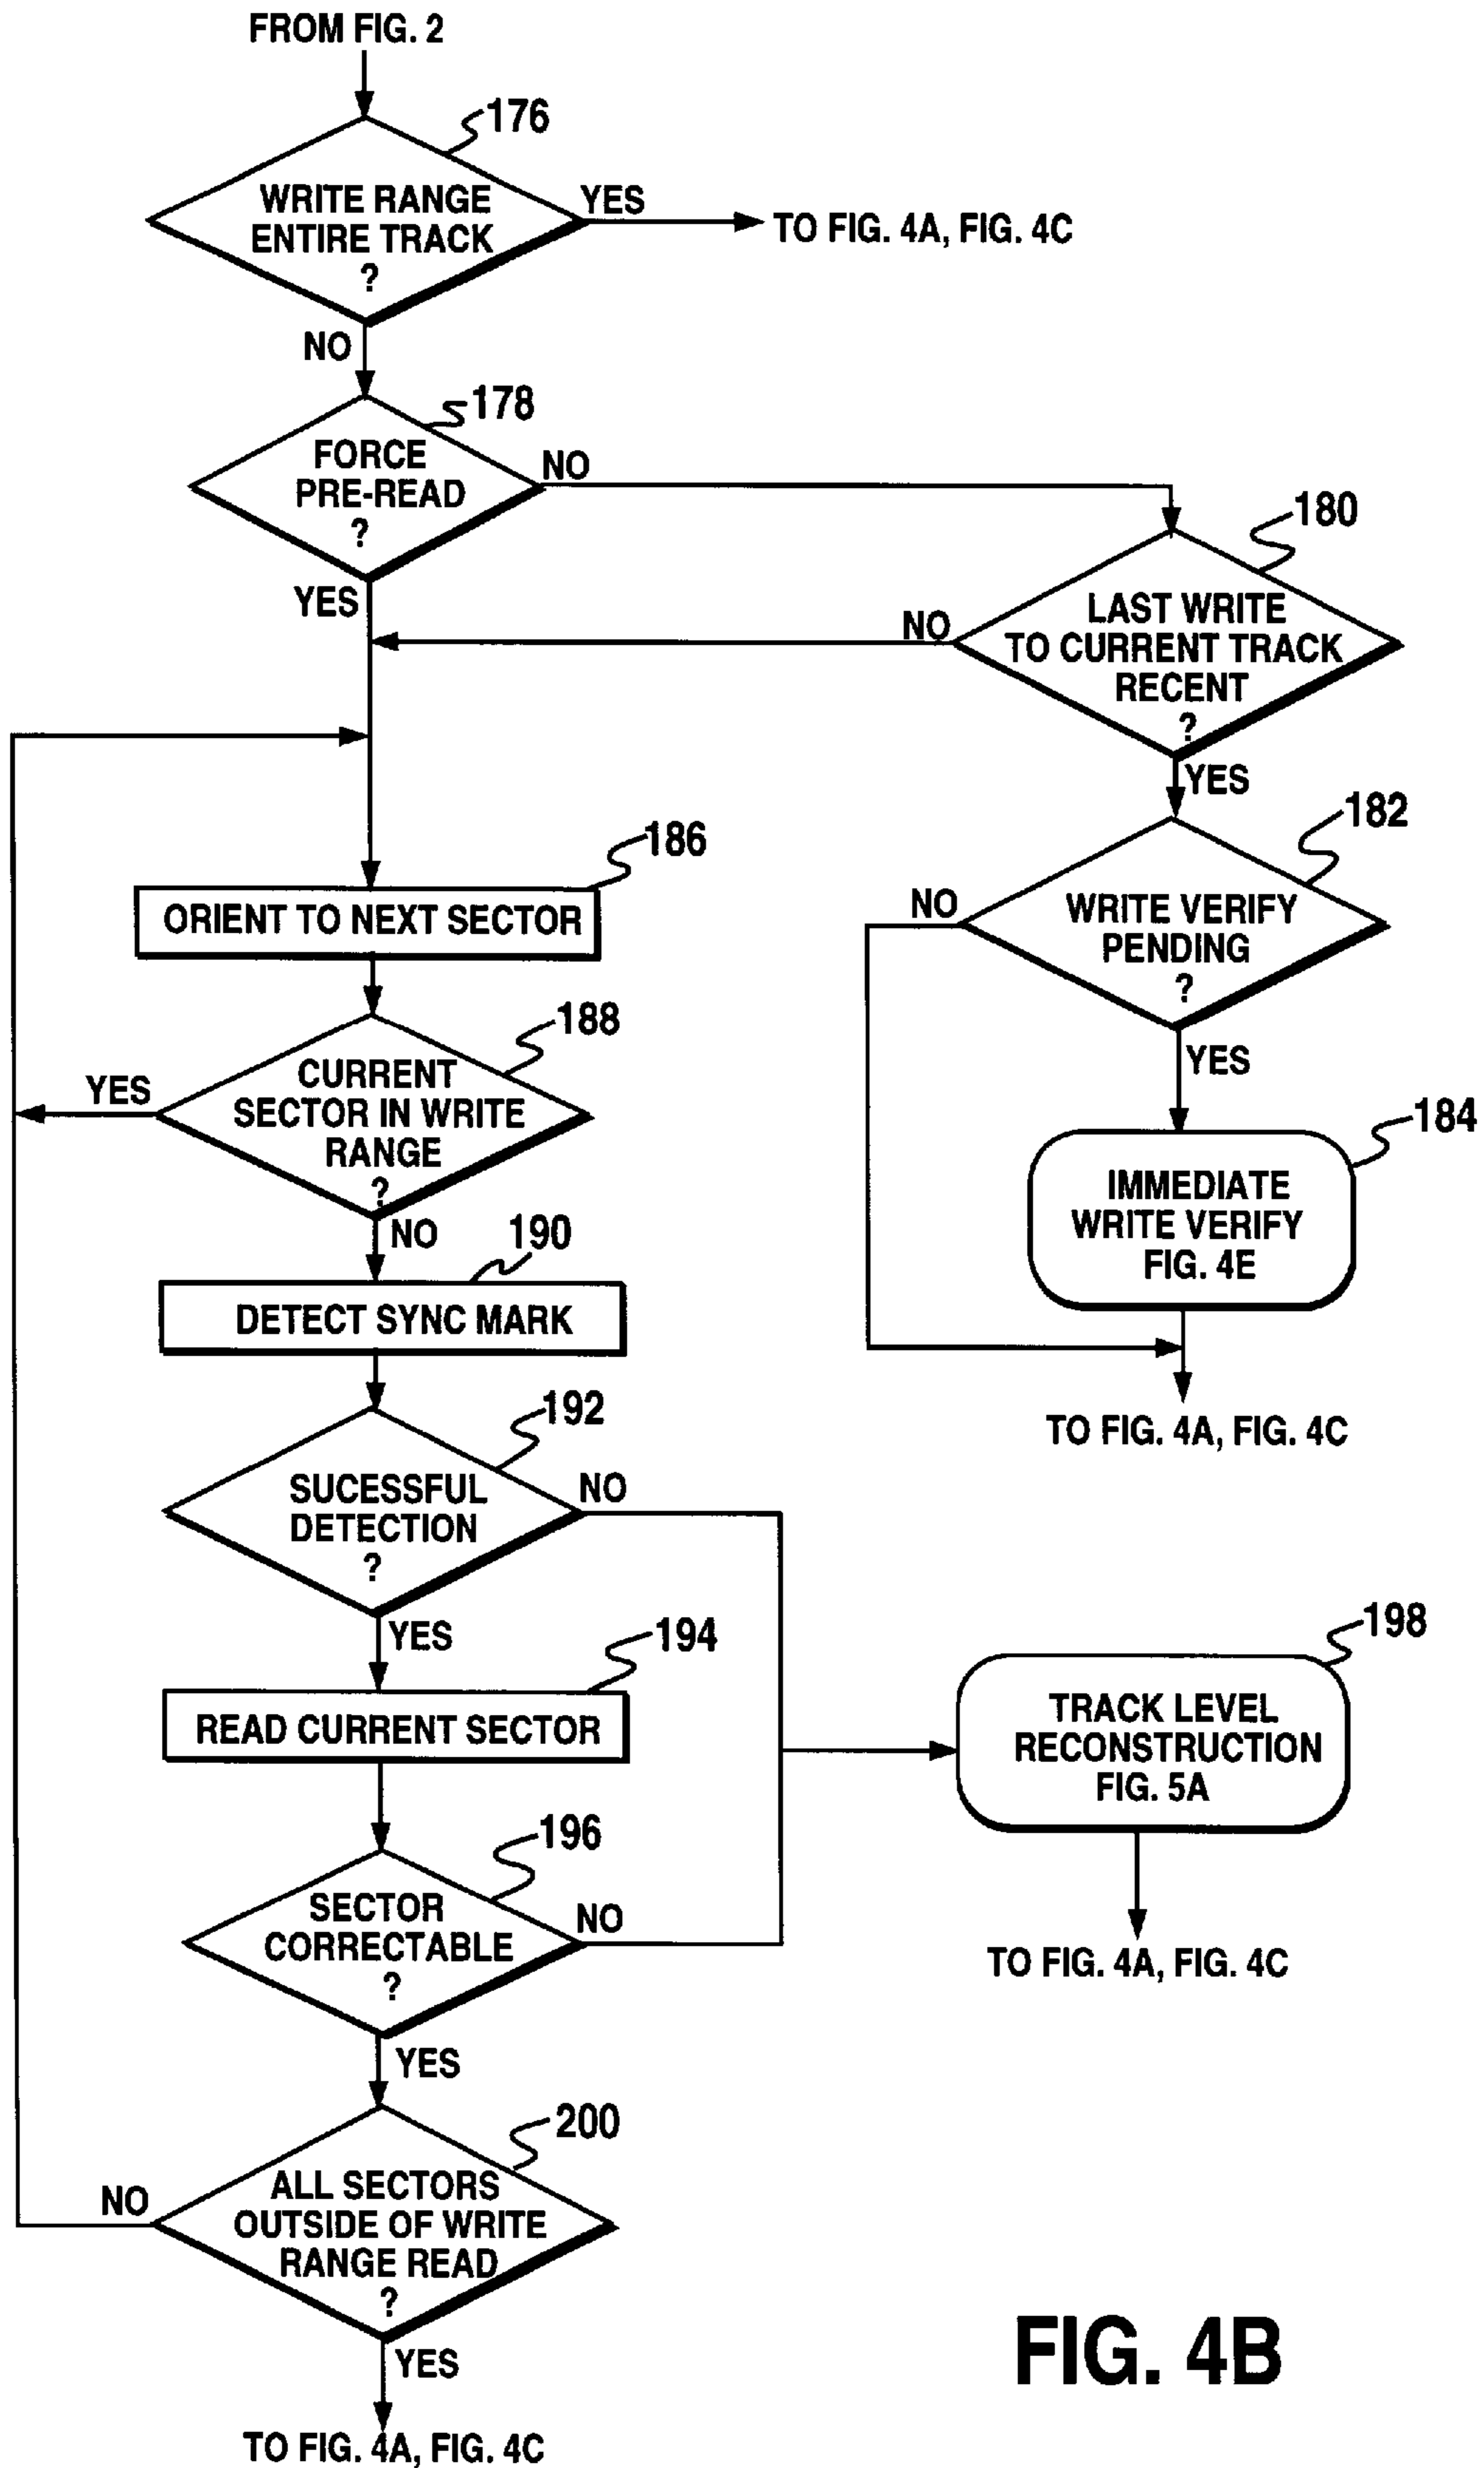 FROM FIG. 2
176
WRITE RANGE
ENTIRE TRACK
?
YES
TO FIG. 4A, FIG. 4C
NO
178
FORCE
PRE-READ
?
NO
YES
180
LAST WRITE
TO CURRENT TRACK
RECENT
?
NO
YES
182
WRITE VERIFY
PENDING
?
NO
YES
184
IMMEDIATE
WRITE VERIFY
FIG. 4E
TO FIG. 4A, FIG. 4C
186
ORIENT TO NEXT SECTOR
188
CURRENT
SECTOR IN WRITE
RANGE
?
YES
NO
190
DETECT SYNC MARK
192
SUCESSFUL
DETECTION
?
NO
YES
194
READ CURRENT SECTOR
196
SECTOR
CORRECTABLE
?
NO
YES
198
TRACK LEVEL
RECONSTRUCTION
FIG. 5A
TO FIG. 4A, FIG. 4C
200
ALL SECTORS
OUTSIDE OF WRITE
RANGE READ
?
NO
YES
TO FIG. 4A, FIG. 4C
FIG. 4B